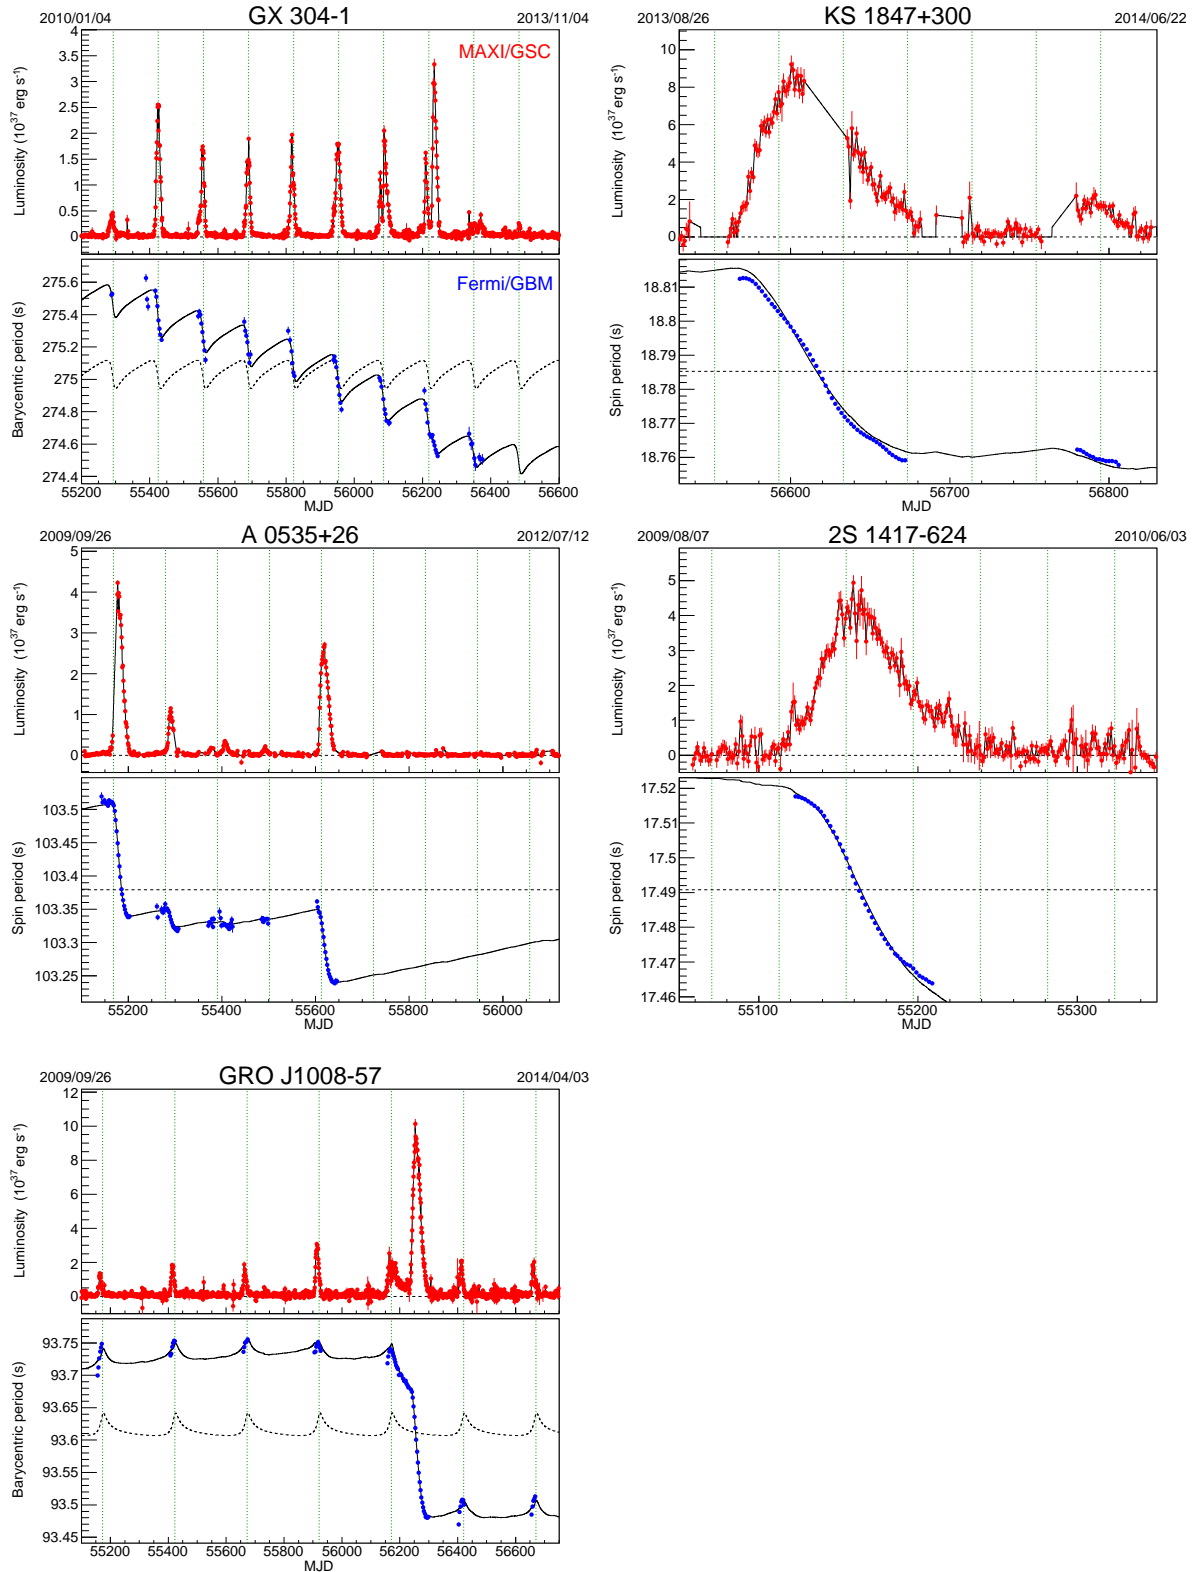 2010/01/04 GX 304-1 2013/11/04
MAXI/GSC
Luminosity (10^37 erg s^-1)
4
3.5
3
2.5
2
1.5
1
0.5
0
Fermi/GBM
Barycentric period (s)
275.6
275.4
275.2
275
274.8
274.6
274.4
55200 55400 55600 55800 56000 56200 56400 56600
MJD
2013/08/26 KS 1847+300 2014/06/22
Luminosity (10^37 erg s^-1)
10
8
6
4
2
0
Spin period (s)
18.81
18.8
18.79
18.78
18.77
18.76
56600 56700 56800
MJD
2009/09/26 A 0535+26 2012/07/12
Luminosity (10^37 erg s^-1)
5
4
3
2
1
0
Spin period (s)
103.5
103.45
103.4
103.35
103.3
103.25
55200 55400 55600 55800 56000
MJD
2009/08/07 2S 1417-624 2010/06/03
Luminosity (10^37 erg s^-1)
5
4
3
2
1
0
Spin period (s)
17.52
17.51
17.5
17.49
17.48
17.47
17.46
55100 55200 55300
MJD
2009/09/26 GRO J1008-57 2014/04/03
Luminosity (10^37 erg s^-1)
12
10
8
6
4
2
0
Barycentric period (s)
93.75
93.7
93.65
93.6
93.55
93.5
93.45
55200 55400 55600 55800 56000 56200 56400 56600
MJD